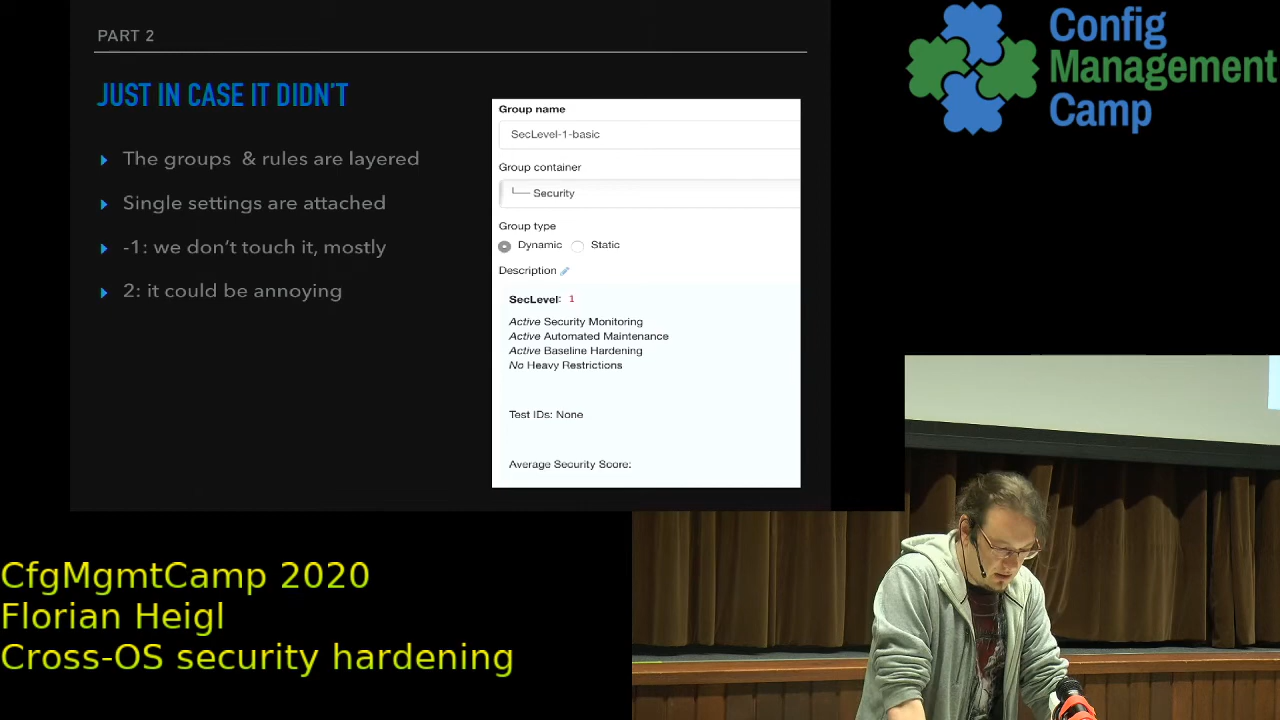 PART 2
JUST IN CASE IT DIDN'T
The groups & rules are layered
Single settings are attached
-1: we don't touch it, mostly
2: it could be annoying
Group name
SecLevel-1-basic
Group container
Security
Group type
Dynamic Static
Description
SecLevel: 1
Active Security Monitoring
Active Automated Maintenance
Active Baseline Hardening
No Heavy Restrictions
Test IDs: None
Average Security Score:
Config
Management
Camp
CfgMgmtCamp 2020
Florian Heigl
Cross-OS security hardening